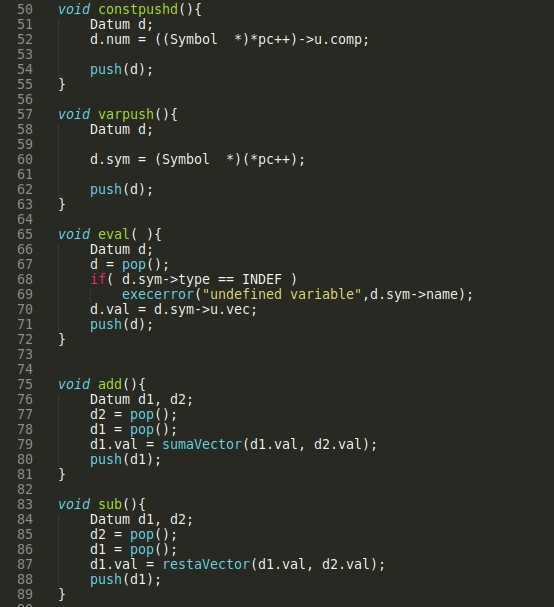 50 void constpushd(){
51     Datum d;
52     d.num = ((Symbol  *)*pc++)->u.comp;
53
54     push(d);
55 }
56
57 void varpush(){
58     Datum d;
59
60     d.sym = (Symbol  *)(*pc++);
61
62     push(d);
63 }
64
65 void eval( ){
66     Datum d;
67     d = pop();
68     if( d.sym->type == INDEF )
69         execerror("undefined variable",d.sym->name);
70     d.val = d.sym->u.vec;
71     push(d);
72 }
73
74
75 void add(){
76     Datum d1, d2;
77     d2 = pop();
78     d1 = pop();
79     d1.val = sumaVector(d1.val, d2.val);
80     push(d1);
81 }
82
83 void sub(){
84     Datum d1, d2;
85     d2 = pop();
86     d1 = pop();
87     d1.val = restaVector(d1.val, d2.val);
88     push(d1);
89 }